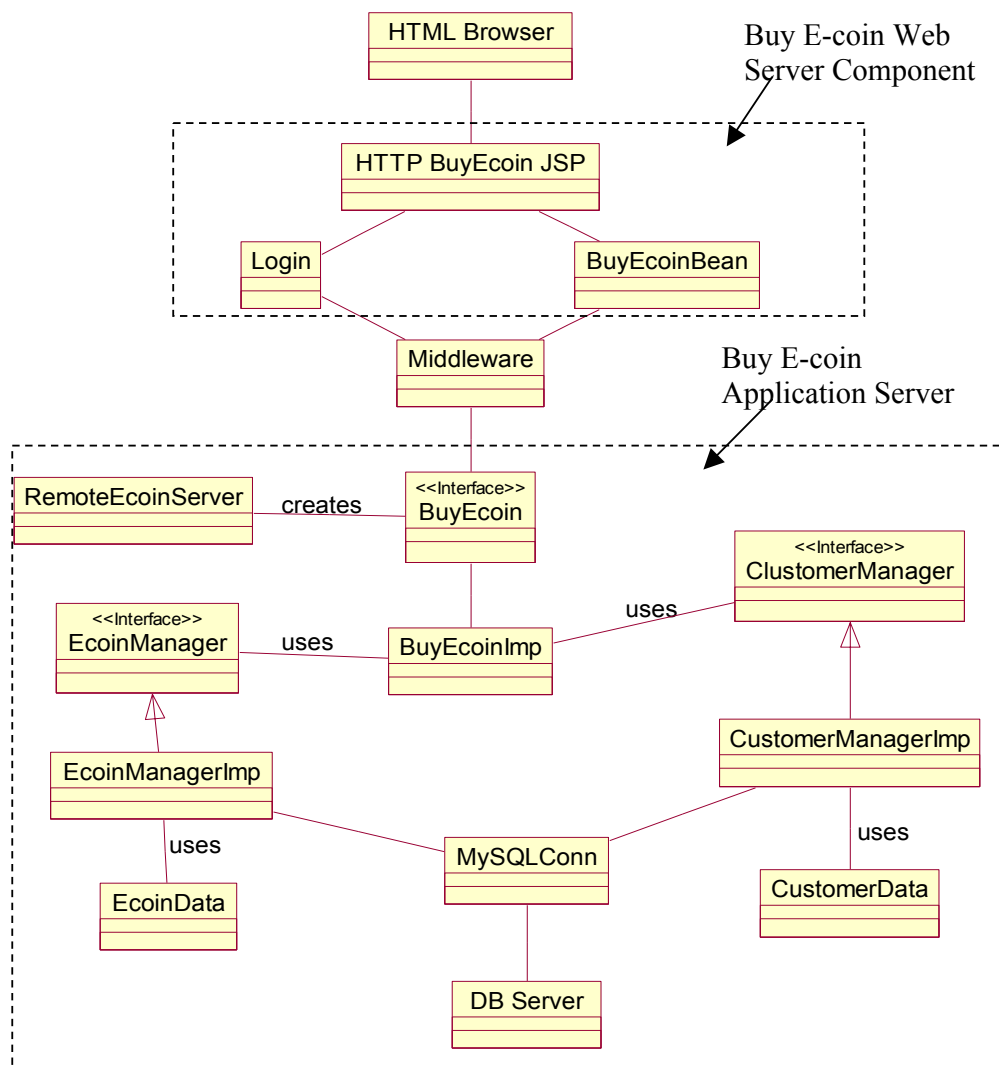 HTML Browser
Buy E-coin Web
Server Component
HTTP BuyEcoin JSP
Login
BuyEcoinBean
Middleware
Buy E-coin
Application Server
RemoteEcoinServer
creates
<<Interface>>
BuyEcoin
<<Interface>>
ClustomerManager
<<Interface>>
EcoinManager
uses
BuyEcoinImp
uses
EcoinManagerImp
CustomerManagerImp
uses
MySQLConn
uses
EcoinData
CustomerData
DB Server